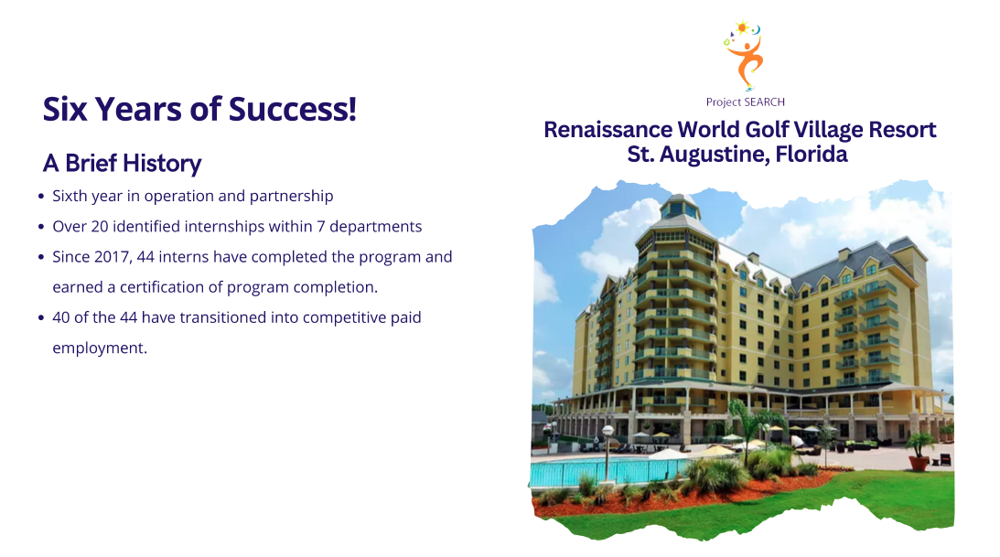 Six Years of Success!
A Brief History
• Sixth year in operation and partnership
• Over 20 identified internships within 7 departments
• Since 2017, 44 interns have completed the program and
earned a certification of program completion.
• 40 of the 44 have transitioned into competitive paid
employment.
Project SEARCH
Renaissance World Golf Village Resort
St. Augustine, Florida